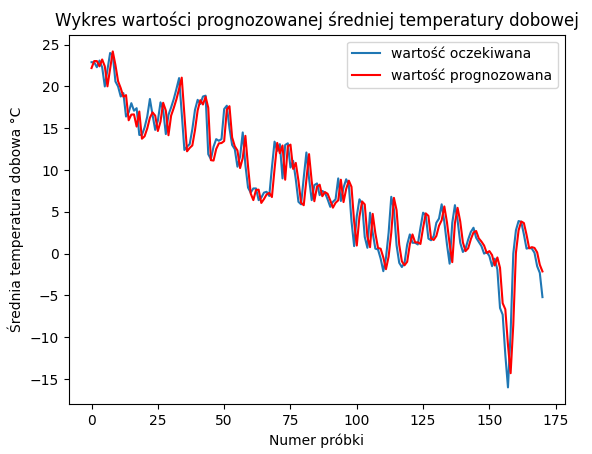 Wykres wartości prognozowanej średniej temperatury dobowej
wartość oczekiwana
wartość prognozowana
Średnia temperatura dobowa °C
25
20
15
10
5
0
−5
−10
−15
0 25 50 75 100 125 150 175
Numer próbki